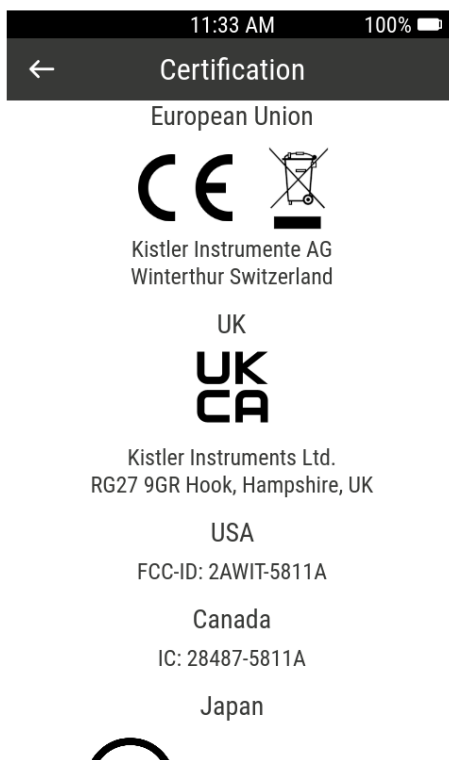 11:33 AM 100%
Certification
European Union
CE
Kistler Instrumente AG
Winterthur Switzerland
UK
UK
CA
Kistler Instruments Ltd.
RG27 9GR Hook, Hampshire, UK
USA
FCC-ID: 2AWIT-5811A
Canada
IC: 28487-5811A
Japan